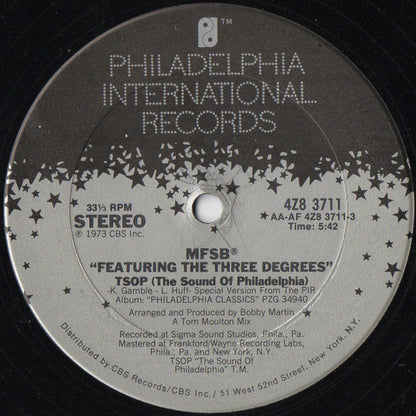 TM
PHILADELPHIA
INTERNATIONAL
RECORDS
33⅓ RPM
STEREO
℗ 1973 CBS Inc.
4Z8 3711
AA-AF 4Z8 3711-3
Time: 5:42
MFSB®
"FEATURING THE THREE DEGREES"
TSOP (The Sound Of Philadelphia)
-K. Gamble - L. Huff- Special Version From The PIR
Album: "PHILADELPHIA CLASSICS" PZG 34940
Arranged and Produced by Bobby Martin
A Tom Moulton Mix
Recorded at Sigma Sound Studios, Phila., Pa.
Mastered at Frankford/Wayne Recording Labs,
Phila., Pa. and New York, N.Y.
TSOP "The Sound Of
Philadelphia" T.M.
Distributed by CBS Records/CBS Inc. / 51 West 52nd Street, New York, N.Y.